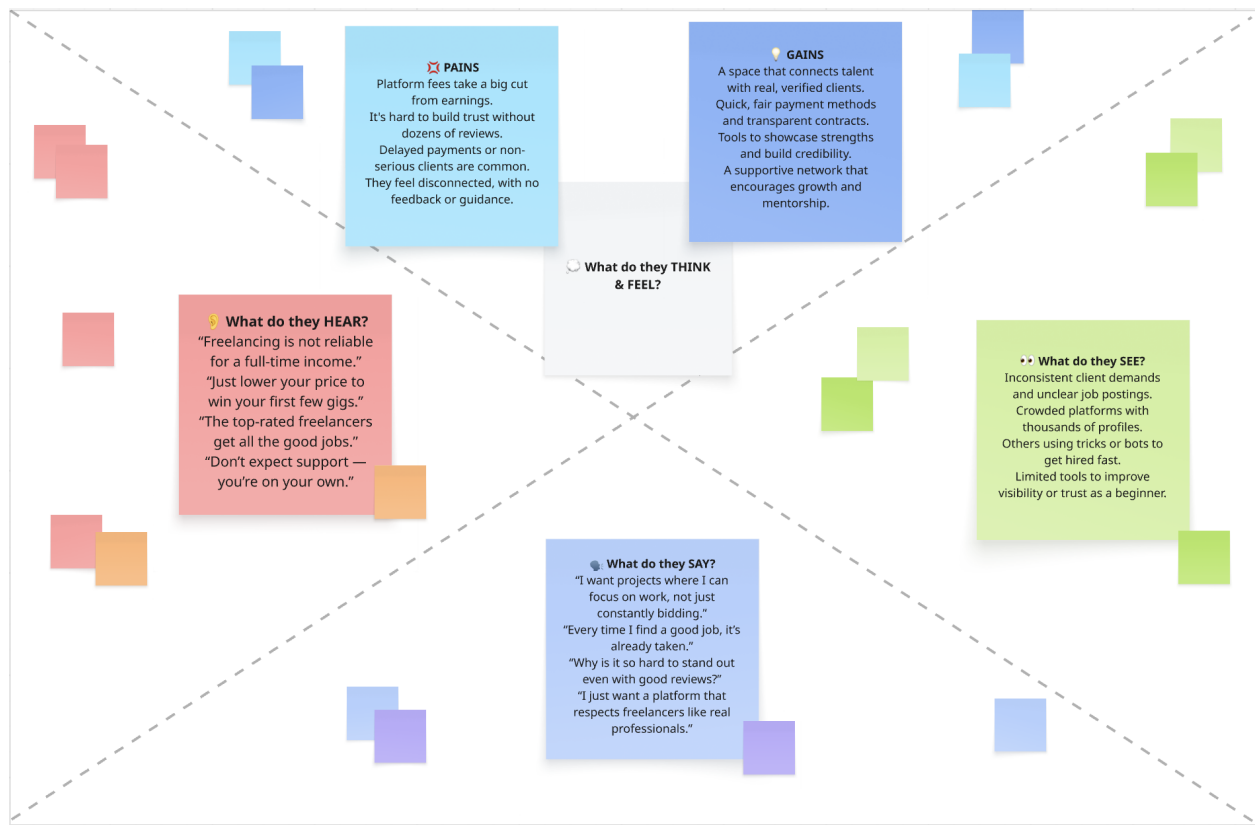 💢 PAINS
Platform fees take a big cut
from earnings.
It's hard to build trust without
dozens of reviews.
Delayed payments or non-
serious clients are common.
They feel disconnected, with no
feedback or guidance.
💡 GAINS
A space that connects talent
with real, verified clients.
Quick, fair payment methods
and transparent contracts.
Tools to showcase strengths
and build credibility.
A supportive network that
encourages growth and
mentorship.
💭 What do they THINK
& FEEL?
👂 What do they HEAR?
“Freelancing is not reliable
for a full-time income.”
“Just lower your price to
win your first few gigs.”
“The top-rated freelancers
get all the good jobs.”
“Don’t expect support —
you’re on your own.”
👀 What do they SEE?
Inconsistent client demands
and unclear job postings.
Crowded platforms with
thousands of profiles.
Others using tricks or bots to
get hired fast.
Limited tools to improve
visibility or trust as a beginner.
🗣️ What do they SAY?
“I want projects where I can
focus on work, not just
constantly bidding.”
“Every time I find a good job, it’s
already taken.”
“Why is it so hard to stand out
even with good reviews?”
“I just want a platform that
respects freelancers like real
professionals.”